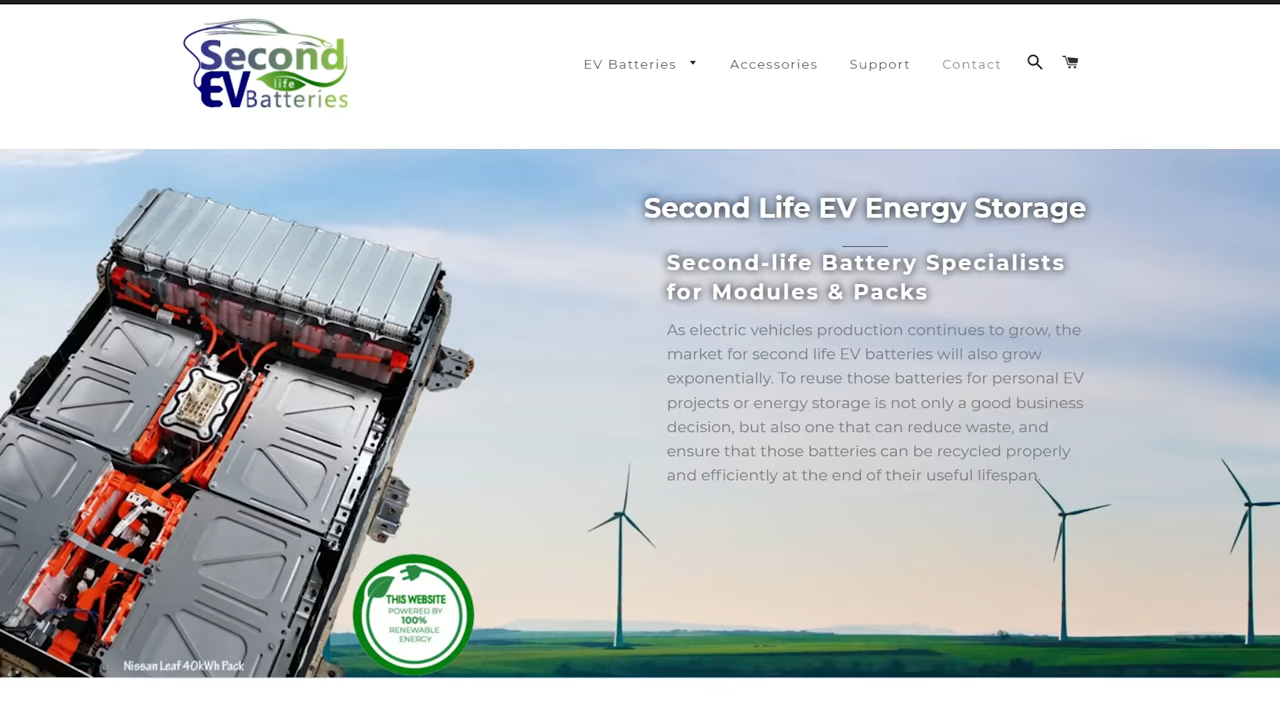 Second
EV life Batteries
EV Batteries
Accessories
Support
Contact
Second Life EV Energy Storage
Second-life Battery Specialists
for Modules & Packs
As electric vehicles production continues to grow, the
market for second life EV batteries will also grow
exponentially. To reuse those batteries for personal EV
projects or energy storage is not only a good business
decision, but also one that can reduce waste, and
ensure that those batteries can be recycled properly
and efficiently at the end of their useful lifespan.
THIS WEBSITE
POWERED BY
100%
RENEWABLE
ENERGY
Nissan Leaf 40kWh Pack